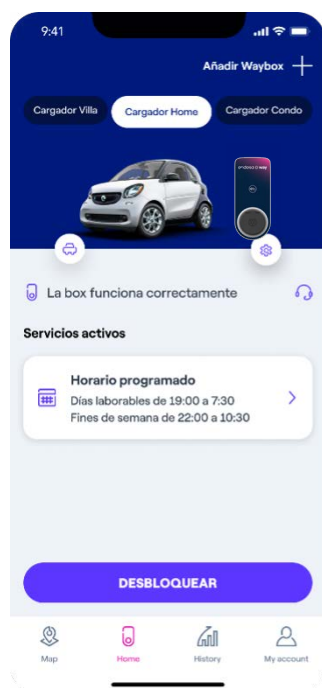 9:41
Añadir Waybox
Cargador Villa
Cargador Home
Cargador Condo
endesa x way
La box funciona correctamente
Servicios activos
Horario programado
Días laborables de 19:00 a 7:30
Fines de semana de 22:00 a 10:30
DESBLOQUEAR
Map
Home
History
My account